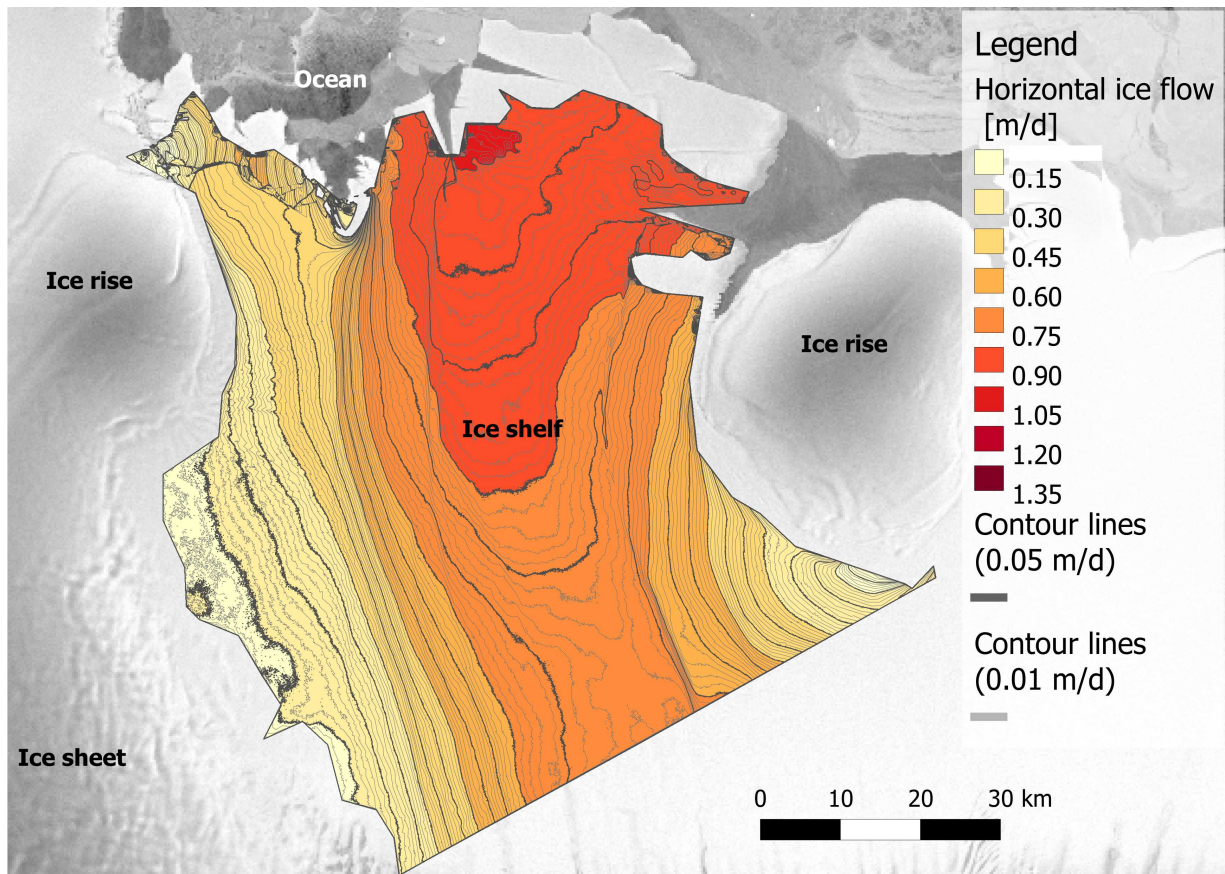 Ocean
Ice rise
Ice rise
Ice shelf
Ice sheet
Legend
Horizontal ice flow
[m/d]
0.15
0.30
0.45
0.60
0.75
0.90
1.05
1.20
1.35
Contour lines
(0.05 m/d)
Contour lines
(0.01 m/d)
0 10 20 30 km